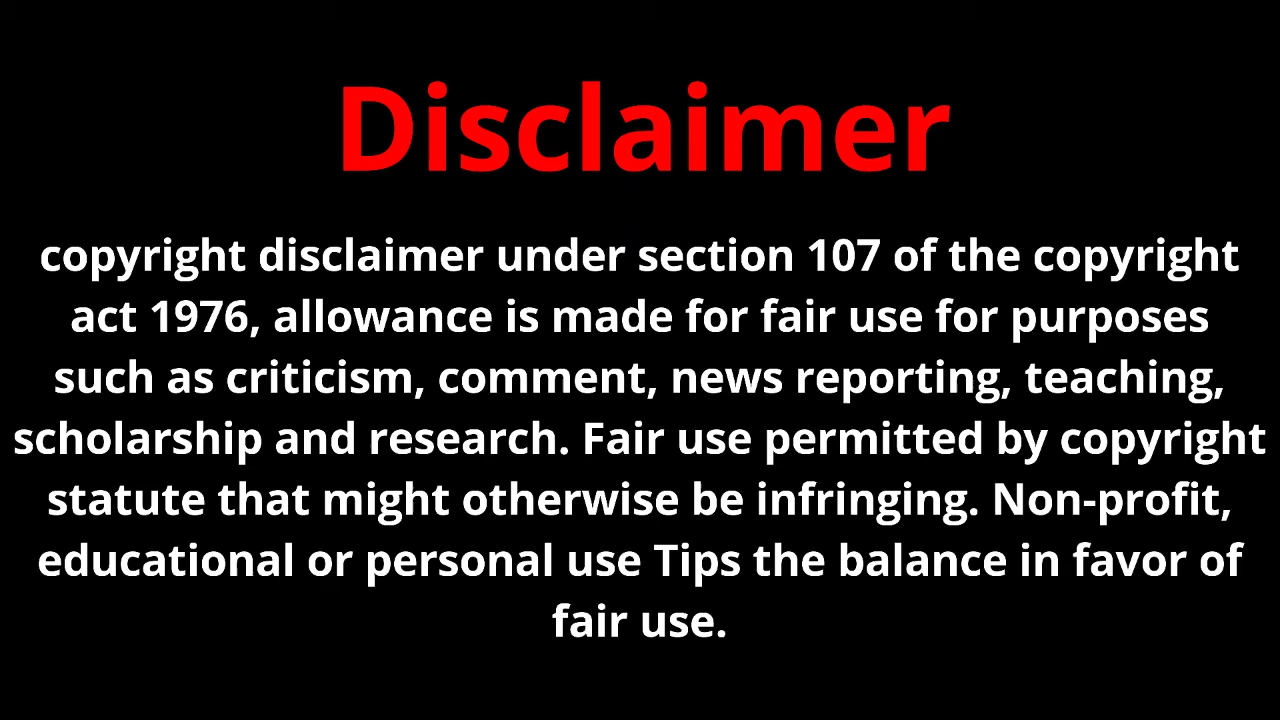 Disclaimer
copyright disclaimer under section 107 of the copyright
act 1976, allowance is made for fair use for purposes
such as criticism, comment, news reporting, teaching,
scholarship and research. Fair use permitted by copyright
statute that might otherwise be infringing. Non-profit,
educational or personal use Tips the balance in favor of
fair use.